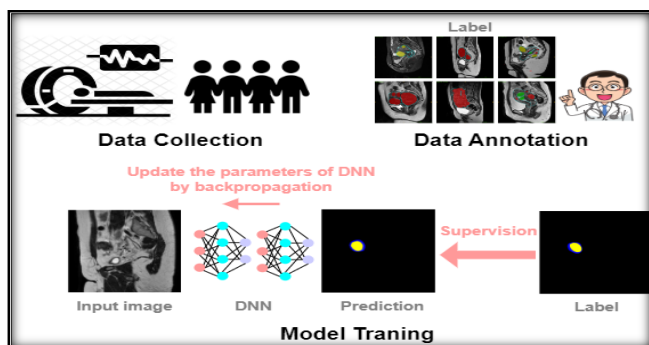 Label
Data Collection
Data Annotation
Update the parameters of DNN
by backpropagation
Supervision
Input image
DNN
Prediction
Label
Model Traning